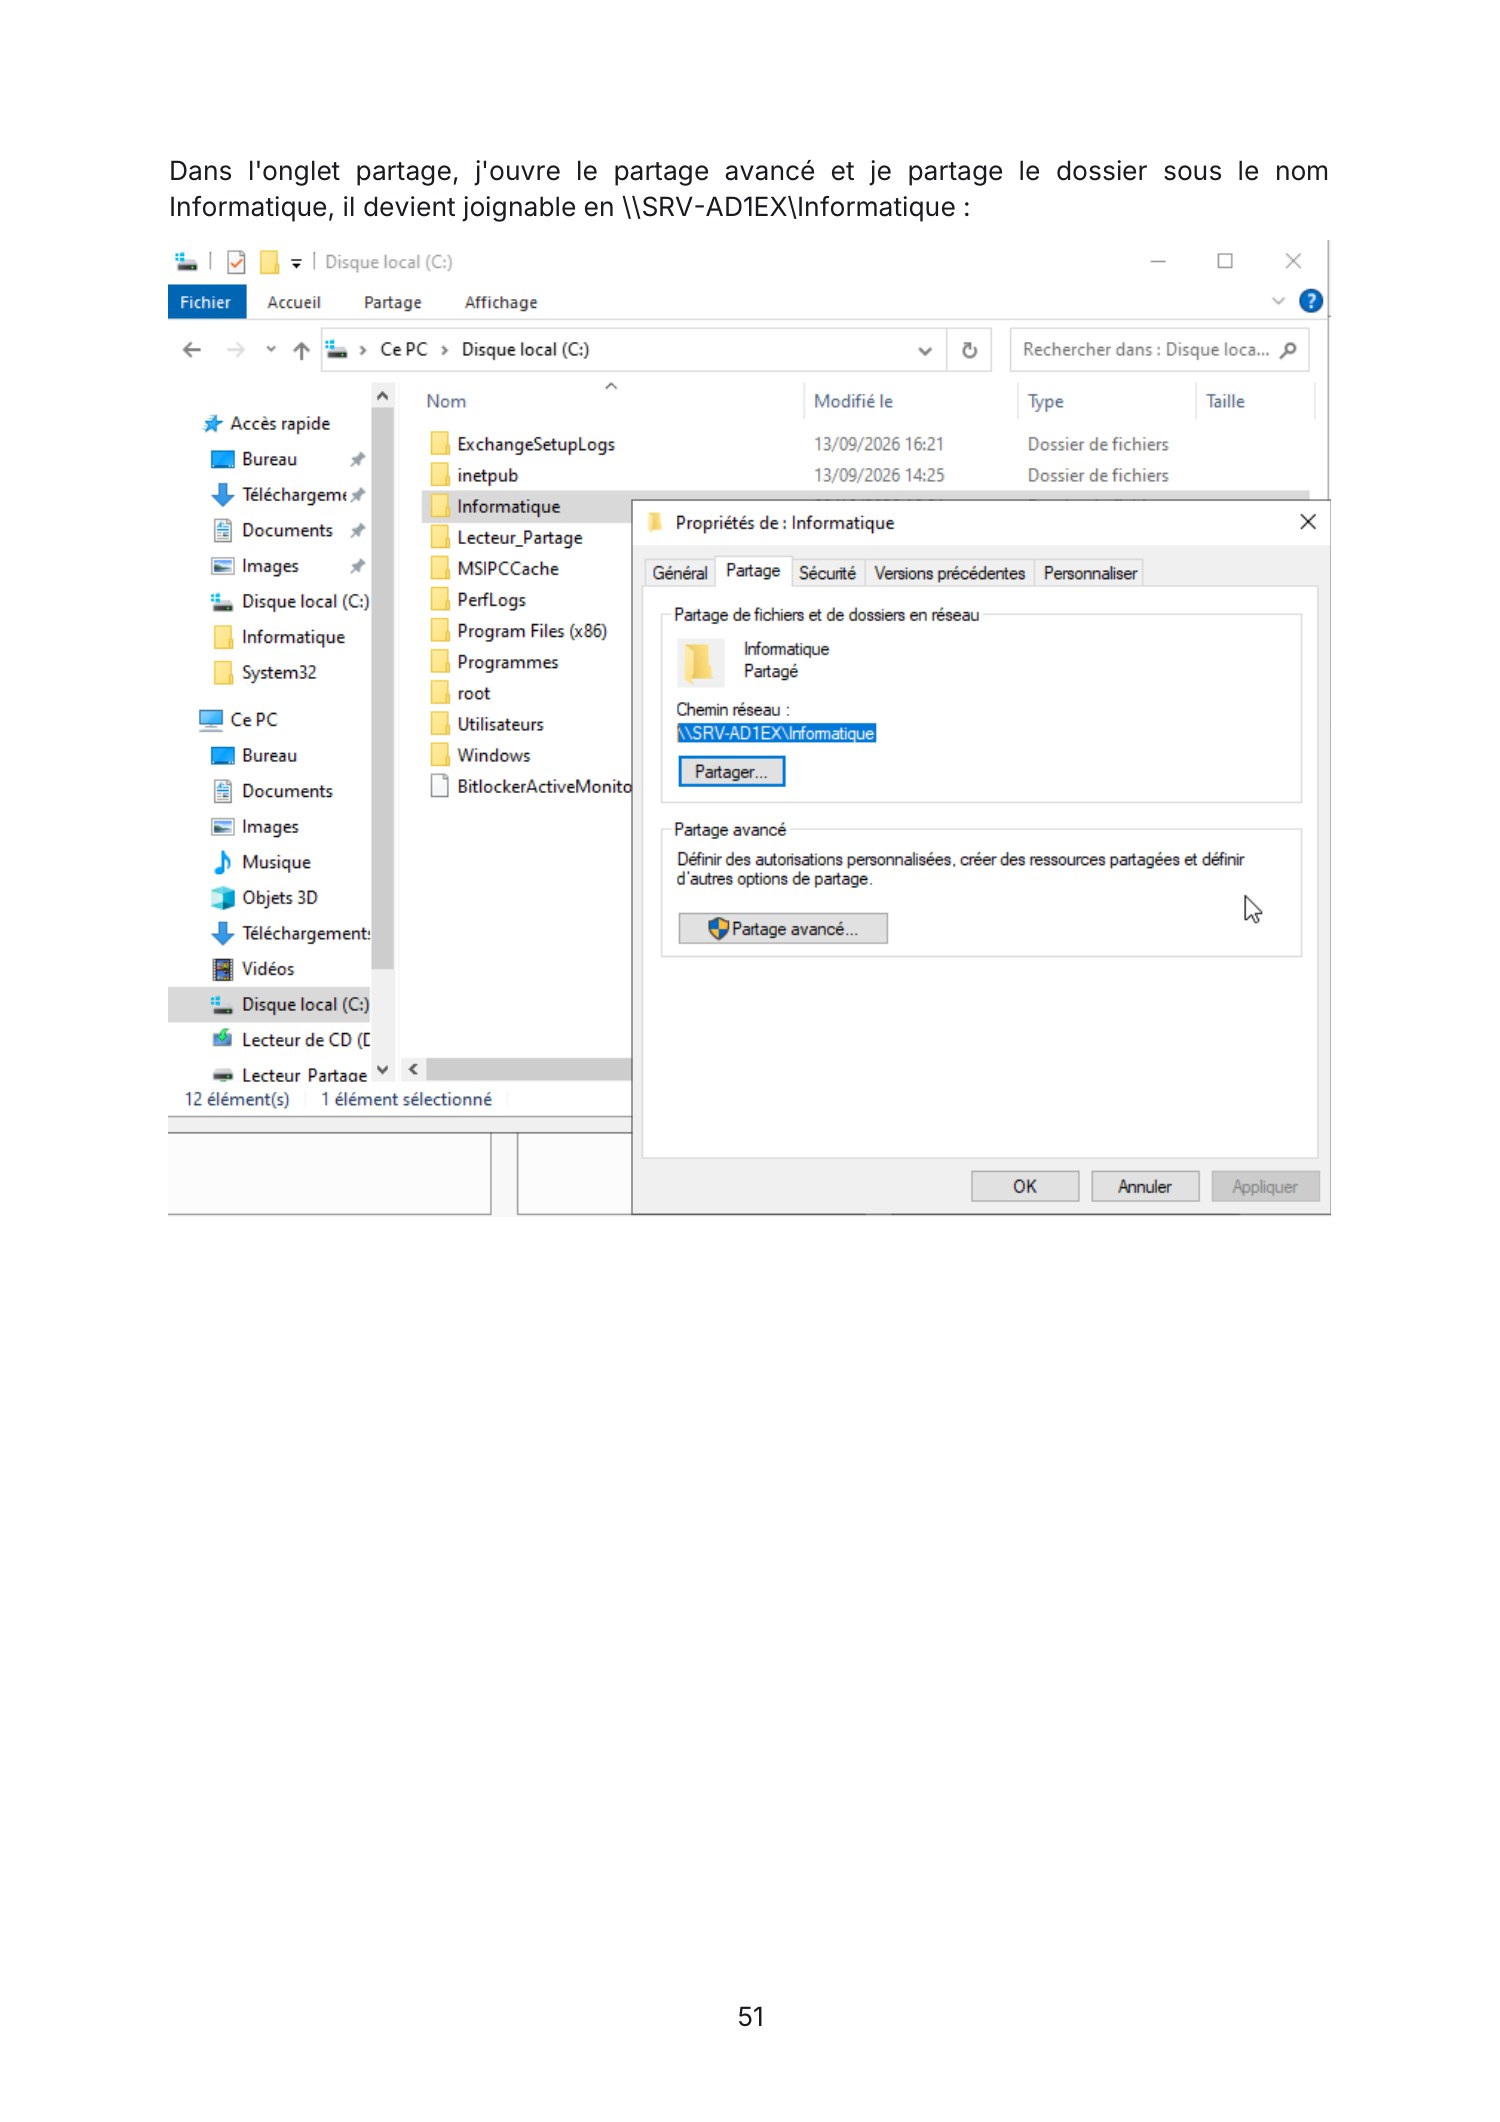 Dans l'onglet partage, j'ouvre le partage avancé et je partage le dossier sous le nom
Informatique, il devient joignable en \\SRV-AD1EX\Informatique :
Disque local (C:)
Fichier Accueil Partage Affichage
Ce PC Disque local (C:)
Rechercher dans : Disque loca...
Nom Modifié le Type Taille
Accès rapide
Bureau
Téléchargeme
Documents
Images
Disque local (C:)
Informatique
System32
Ce PC
Bureau
Documents
Images
Musique
Objets 3D
Téléchargements
Vidéos
Disque local (C:)
Lecteur de CD (D
Lecteur Partage
ExchangeSetupLogs 13/09/2026 16:21 Dossier de fichiers
inetpub 13/09/2026 14:25 Dossier de fichiers
Informatique
Lecteur_Partage
MSIPCCache
PerfLogs
Program Files (x86)
Programmes
root
Utilisateurs
Windows
BitlockerActiveMonito
12 élément(s) 1 élément sélectionné
Propriétés de : Informatique
Général Partage Sécurité Versions précédentes Personnaliser
Partage de fichiers et de dossiers en réseau
Informatique
Partagé
Chemin réseau :
\\SRV-AD1EX\Informatique
Partager...
Partage avancé
Définir des autorisations personnalisées, créer des ressources partagées et définir
d'autres options de partage.
Partage avancé...
OK Annuler Appliquer
51